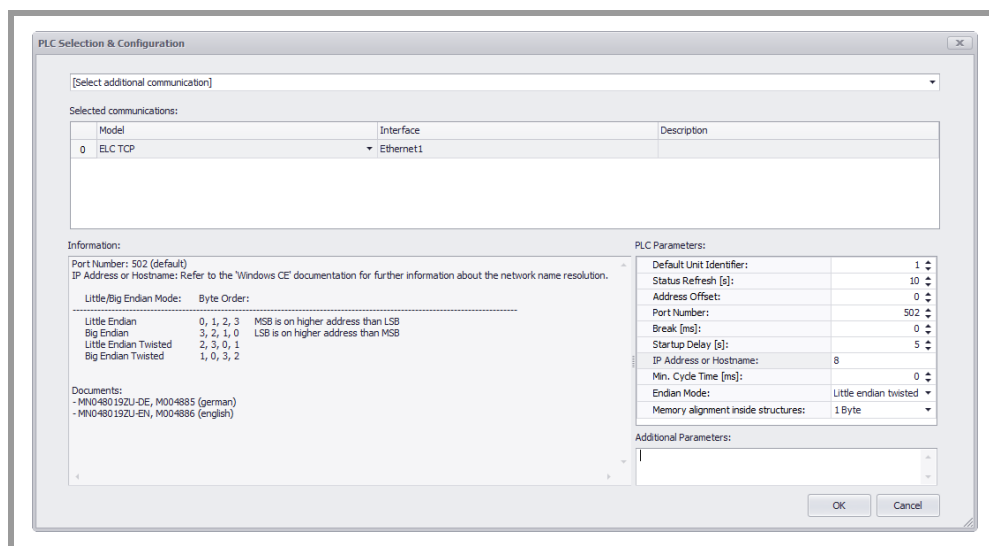 PLC Selection & Configuration
[Select additional communication]
Selected communications:
Model Interface Description
0 ELC TCP Ethernet1
Information:
Port Number: 502 (default)
IP Address or Hostname: Refer to the 'Windows CE' documentation for further information about the network name resolution.
Little/Big Endian Mode: Byte Order:
Little Endian 0, 1, 2, 3 MSB is on higher address than LSB
Big Endian 3, 2, 1, 0 LSB is on higher address than MSB
Little Endian Twisted 2, 3, 0, 1
Big Endian Twisted 1, 0, 3, 2
Documents:
- MN048019ZU-DE, M004885 (german)
- MN048019ZU-EN, M004886 (english)
PLC Parameters:
Default Unit Identifier: 1
Status Refresh [s]: 10
Address Offset: 0
Port Number: 502
Break [ms]: 0
Startup Delay [s]: 5
IP Address or Hostname: 8
Min. Cycle Time [ms]: 0
Endian Mode: Little endian twisted
Memory alignment inside structures: 1 Byte
Additional Parameters:
OK Cancel